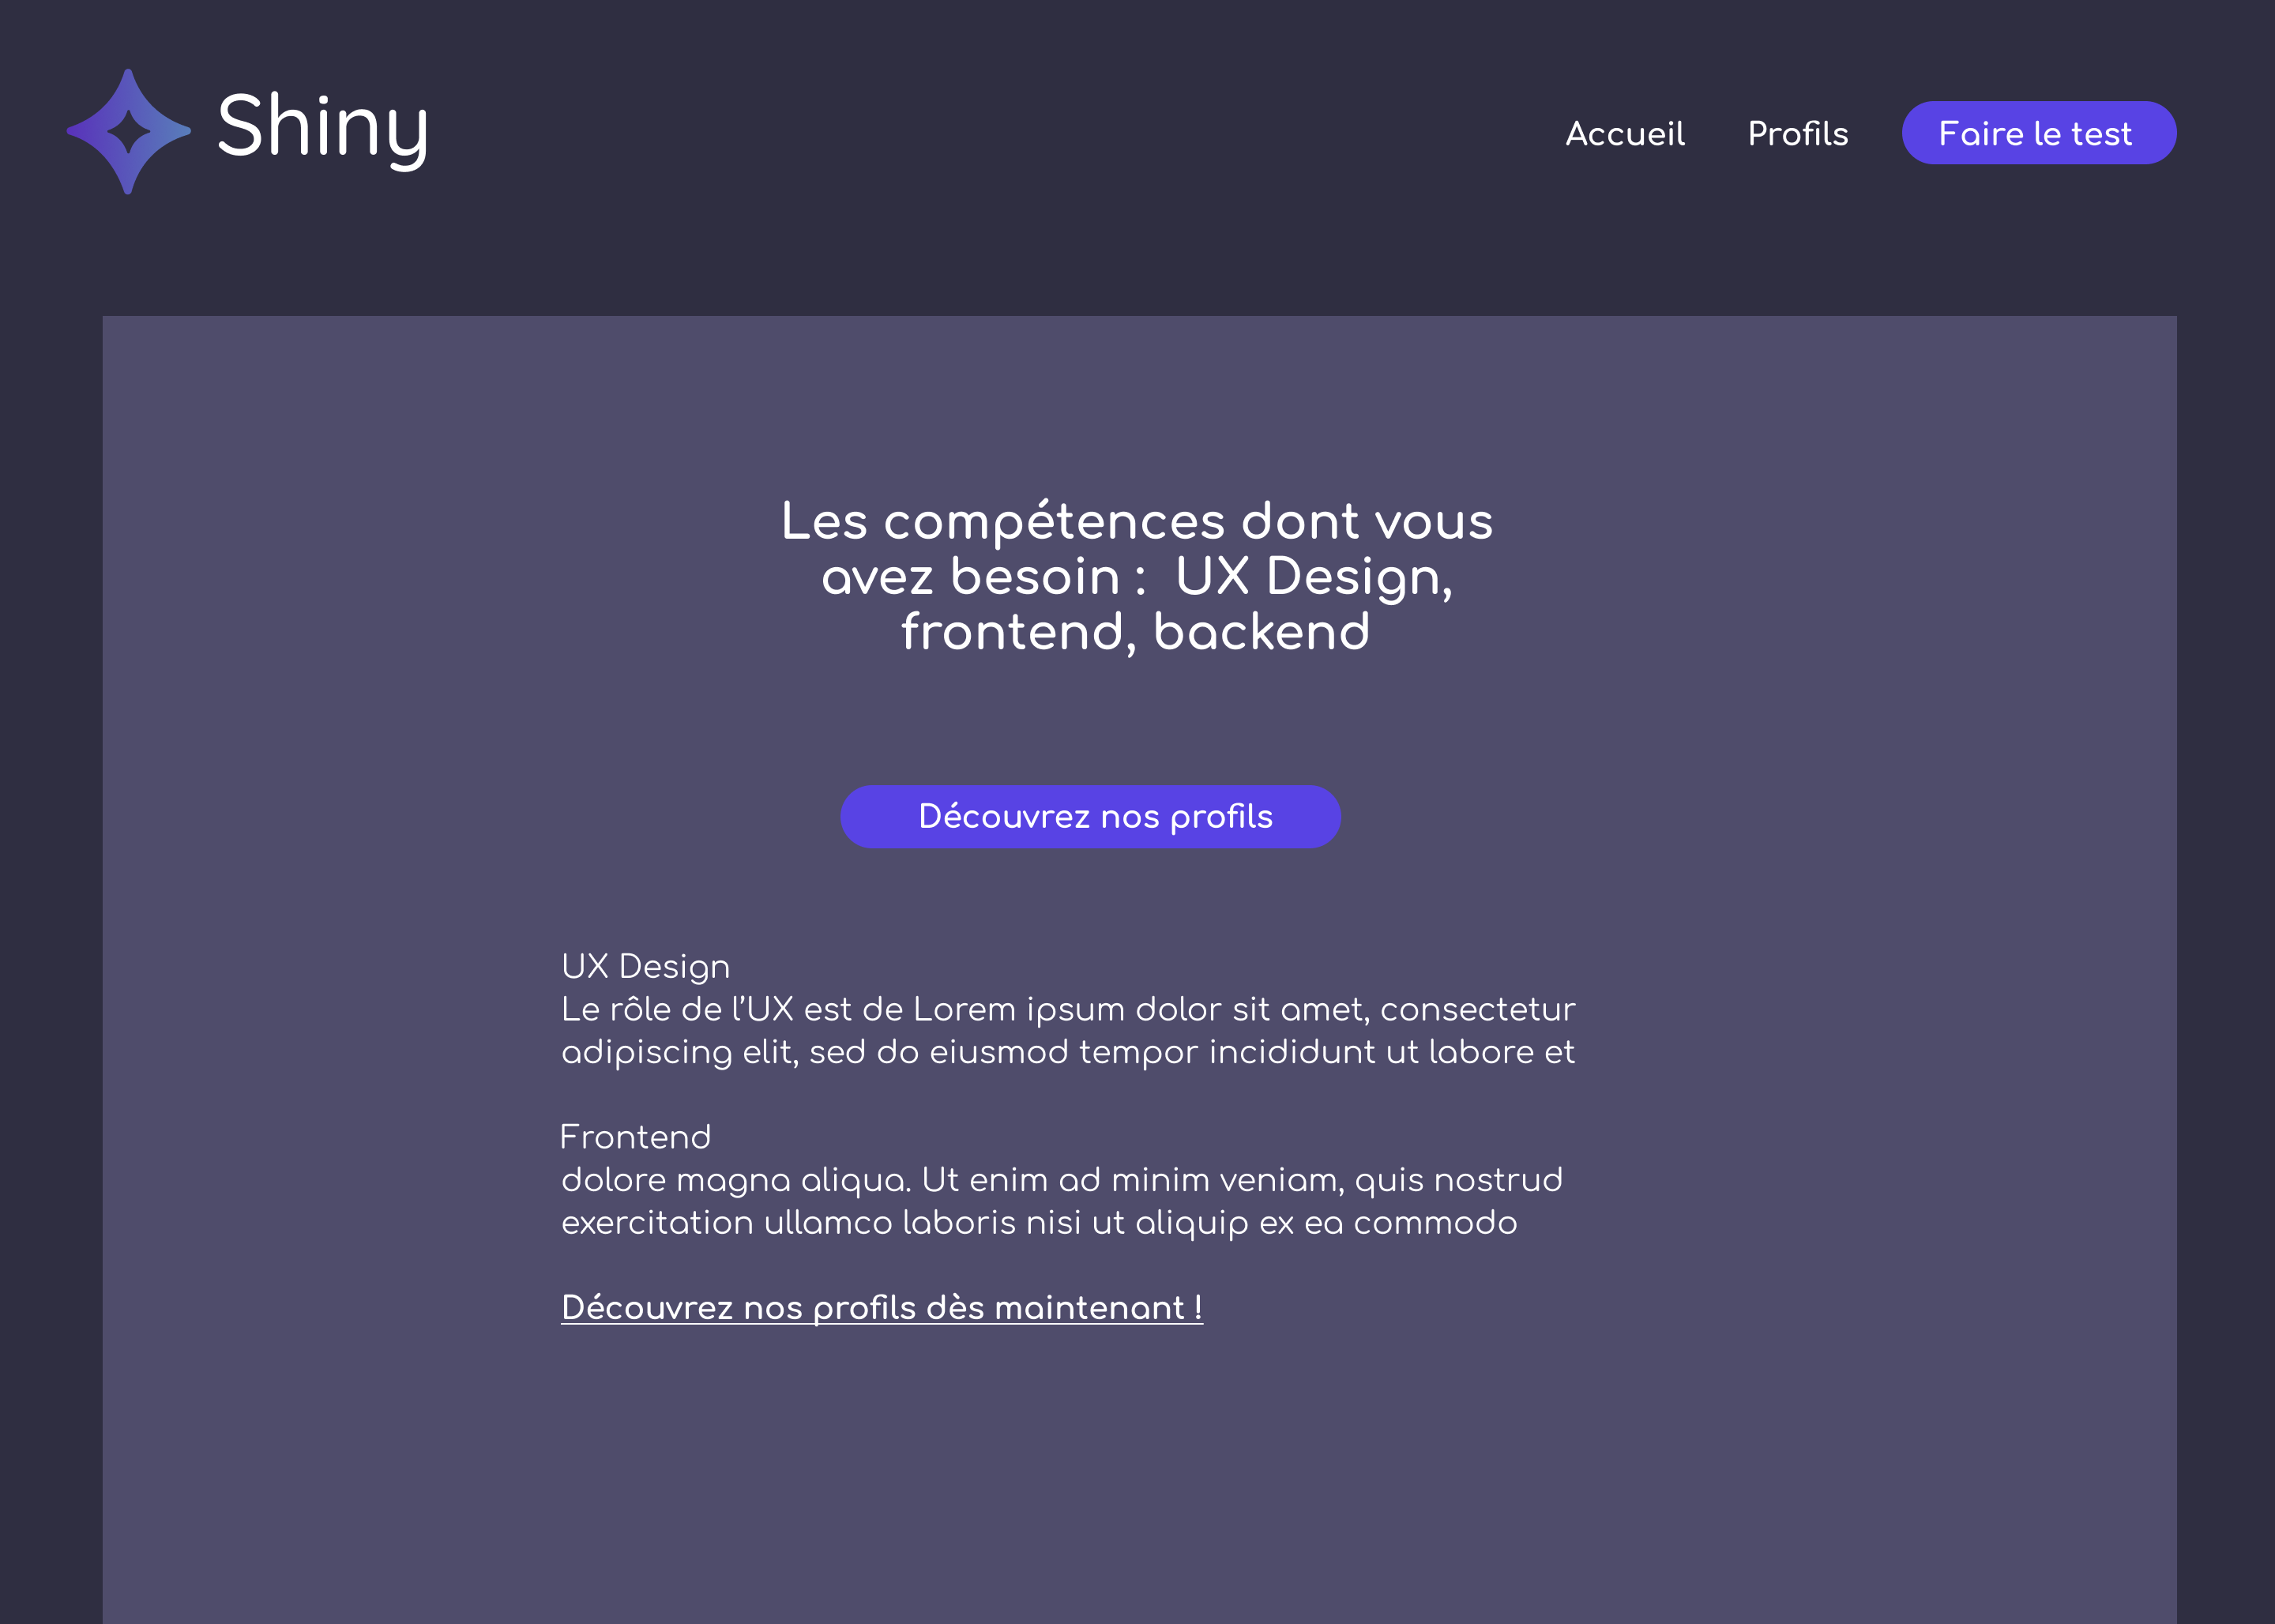 Shiny
Accueil
Profils
Faire le test
Les compétences dont vous
avez besoin :  UX Design,
frontend, backend
Découvrez nos profils
UX Design
Le rôle de l’UX est de Lorem ipsum dolor sit amet, consectetur
adipiscing elit, sed do eiusmod tempor incididunt ut labore et
Frontend
dolore magna aliqua. Ut enim ad minim veniam, quis nostrud
exercitation ullamco laboris nisi ut aliquip ex ea commodo
Découvrez nos profils dès maintenant !